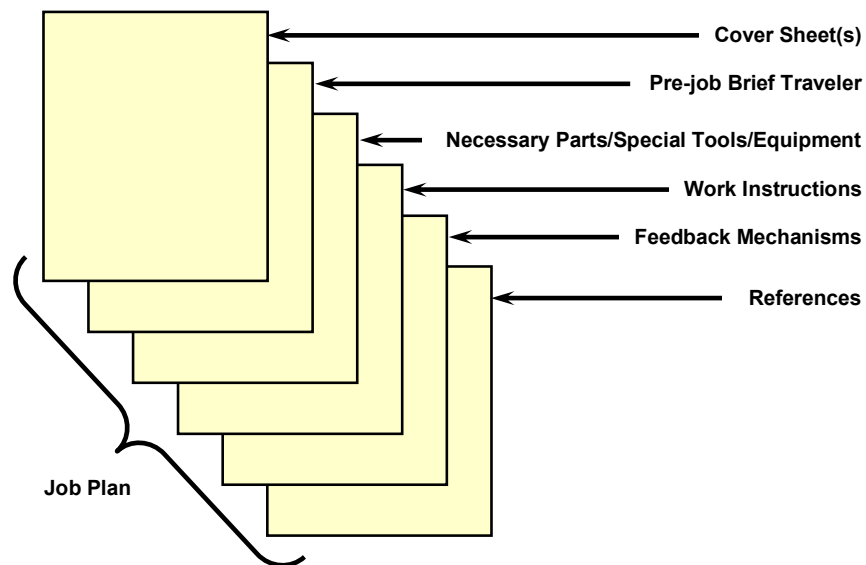 Cover Sheet(s)
Pre-job Brief Traveler
Necessary Parts/Special Tools/Equipment
Work Instructions
Feedback Mechanisms
References
Job Plan